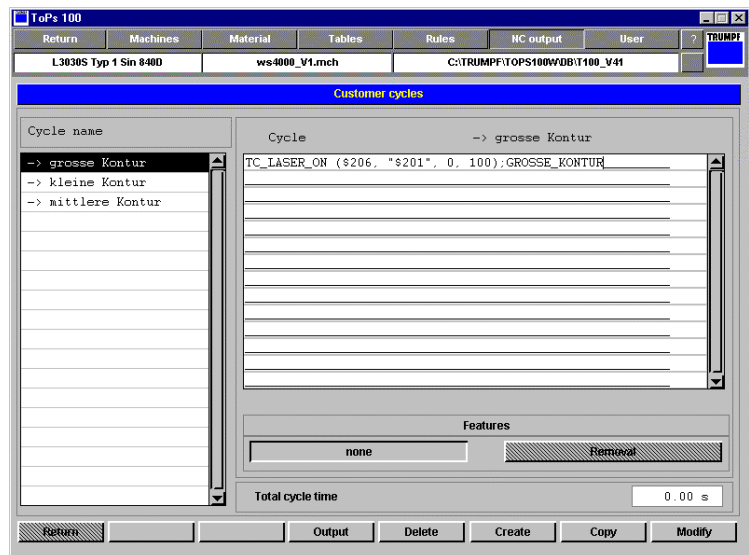 ToPs 100
Return Machines Material Tables Rules NC output User ? TRUMPF
L3030S Typ 1 Sin 840D ws4000_V1.mch C:\TRUMPF\TOPS100W\DB\T100_V41
Customer cycles
Cycle name
Cycle -> grosse Kontur
-> grosse Kontur
-> kleine Kontur
-> mittlere Kontur
TC_LASER_ON ($206, "$201", 0, 100);GROSSE_KONTUR
Features
none Removal
Total cycle time 0.00 s
Return Output Delete Create Copy Modify